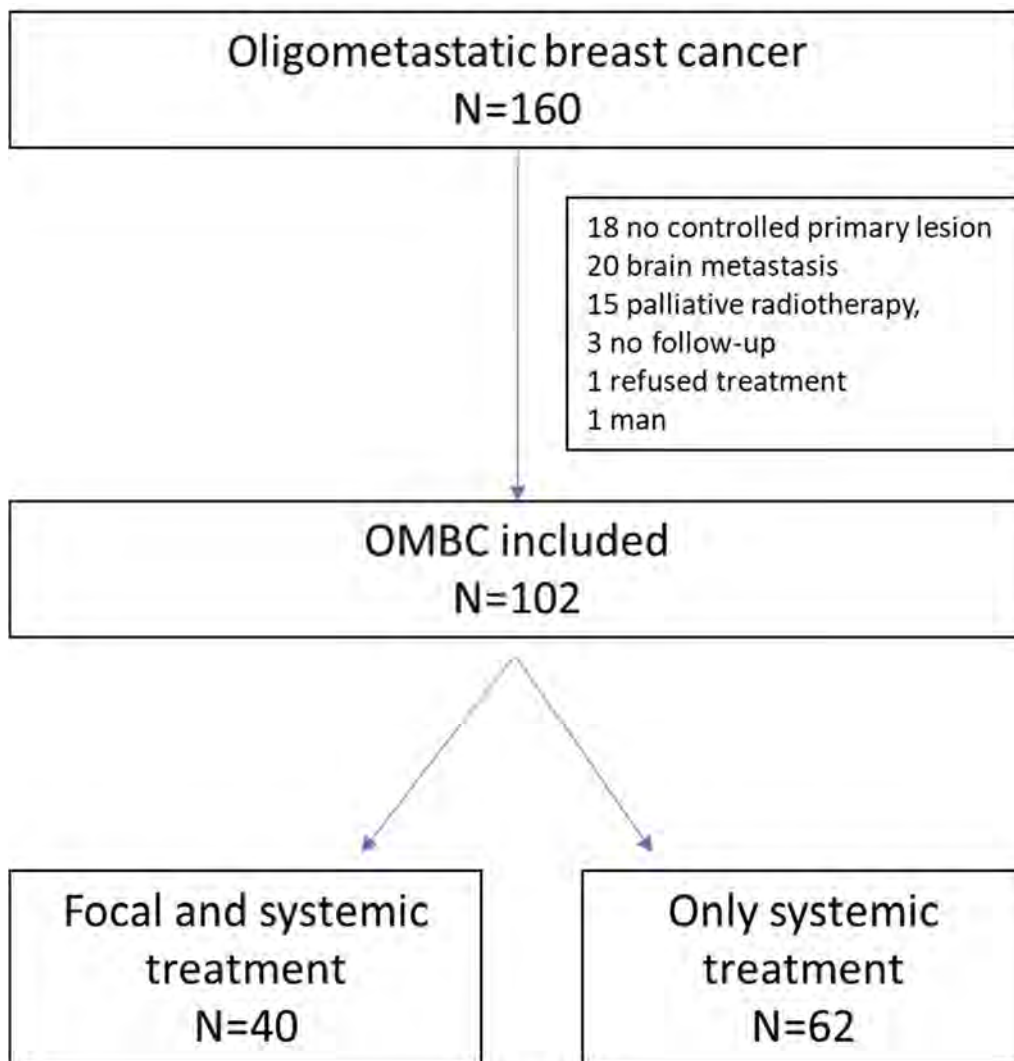 Oligometastatic breast cancer
N=160
18 no controlled primary lesion
20 brain metastasis
15 palliative radiotherapy,
3 no follow-up
1 refused treatment
1 man
OMBC included
N=102
Focal and systemic
treatment
N=40
Only systemic
treatment
N=62